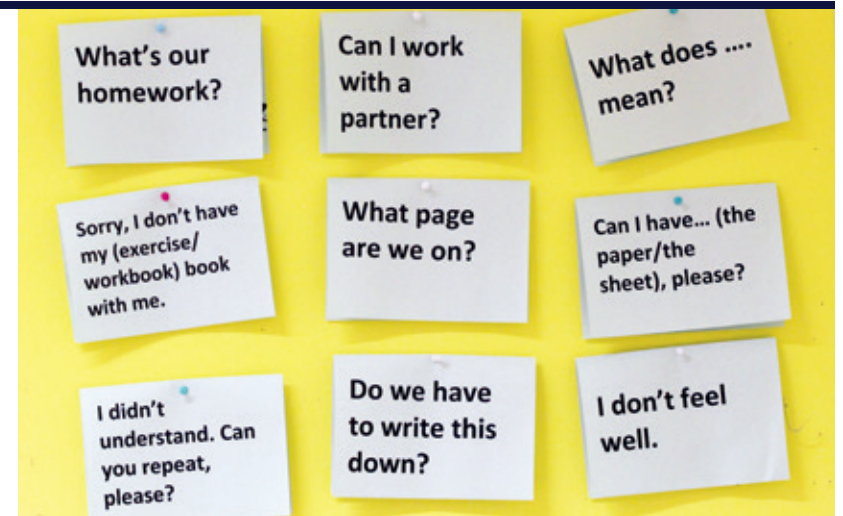 What's our
homework?
Can I work
with a
partner?
What does ....
mean?
Sorry, I don't have
my (exercise/
workbook) book
with me.
What page
are we on?
Can I have... (the
paper/the
sheet), please?
I didn't
understand. Can
you repeat,
please?
Do we have
to write this
down?
I don't feel
well.